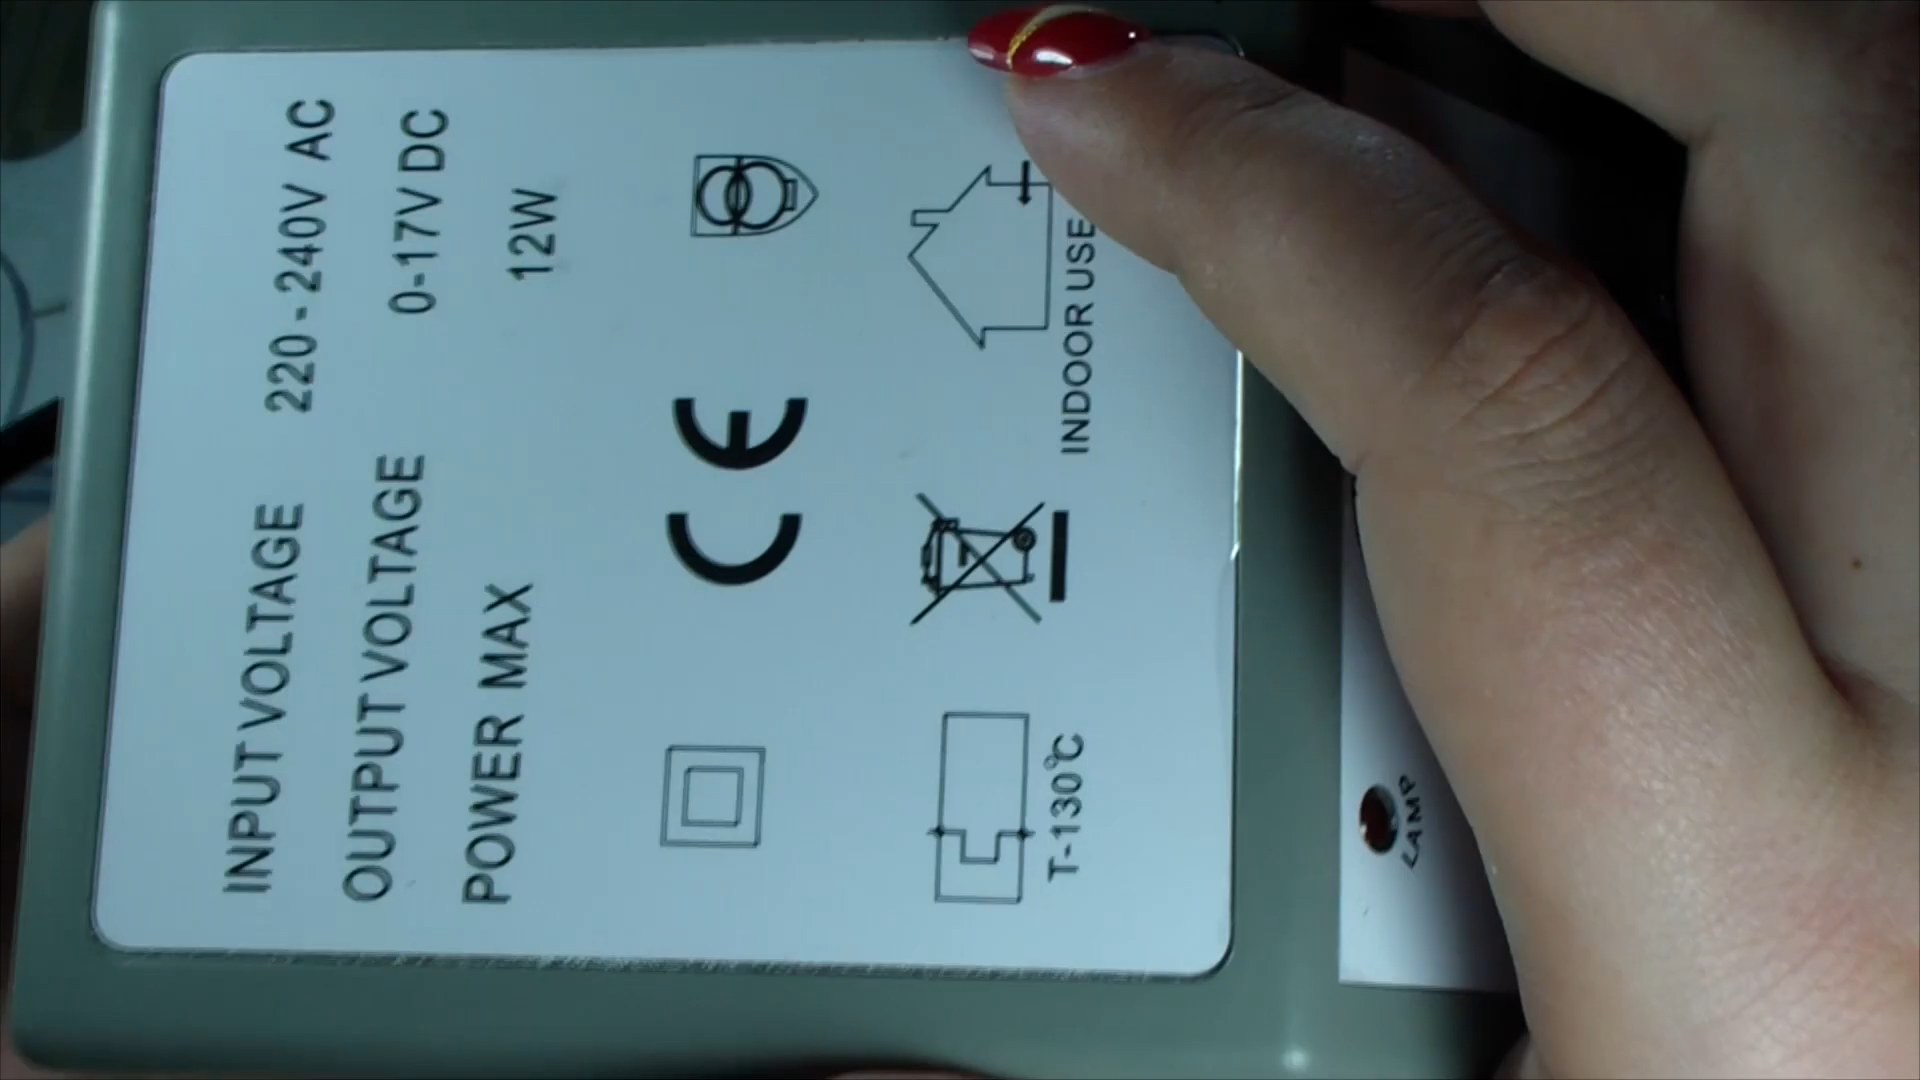 INPUT VOLTAGE 220 - 240V AC
OUTPUT VOLTAGE 0-17V DC
POWER MAX 12W
CE
T-130℃
INDOOR USE
LAMP